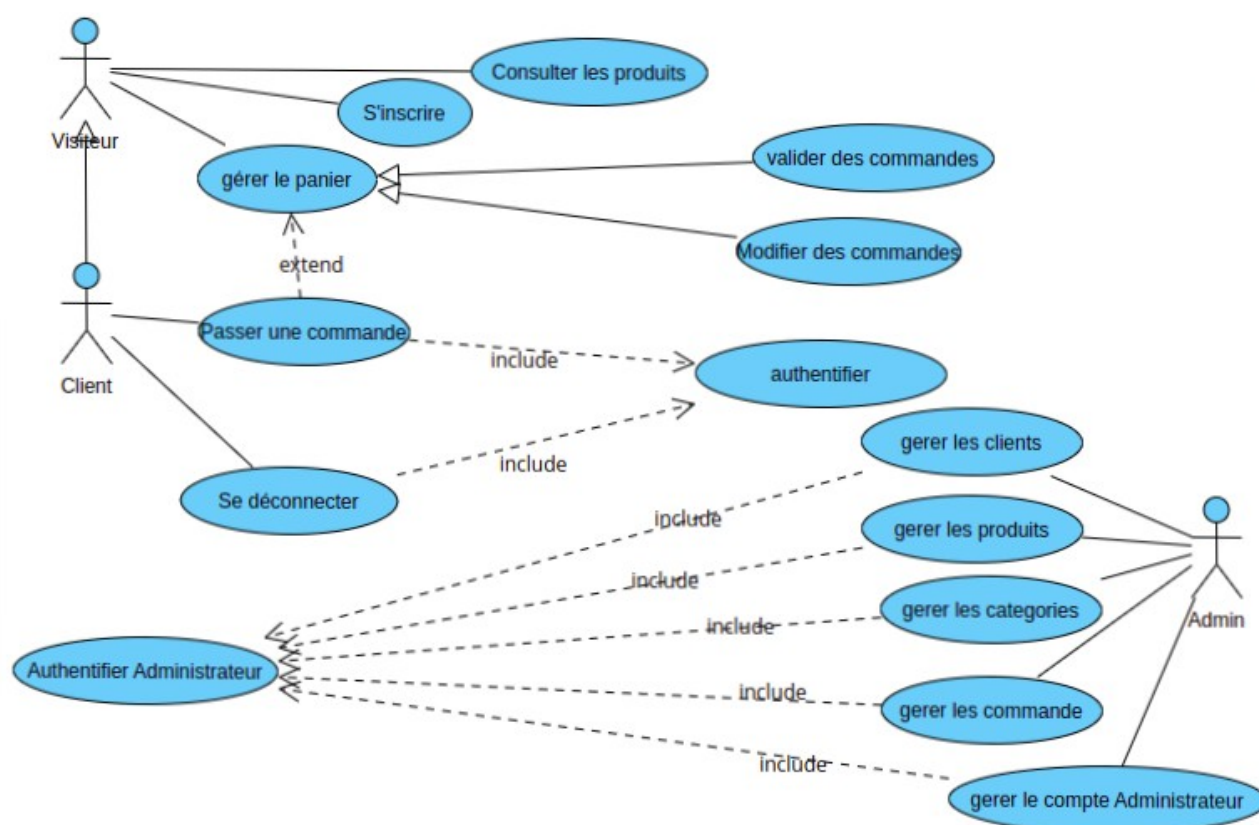 Consulter les produits
S'inscrire
Visiteur
valider des commandes
gérer le panier
Modifier des commandes
extend
Passer une commande
include
authentifier
Client
gerer les clients
include
Se déconnecter
include
gerer les produits
include
gerer les categories
Admin
include
Authentifier Administrateur
include
gerer les commande
include
gerer le compte Administrateur